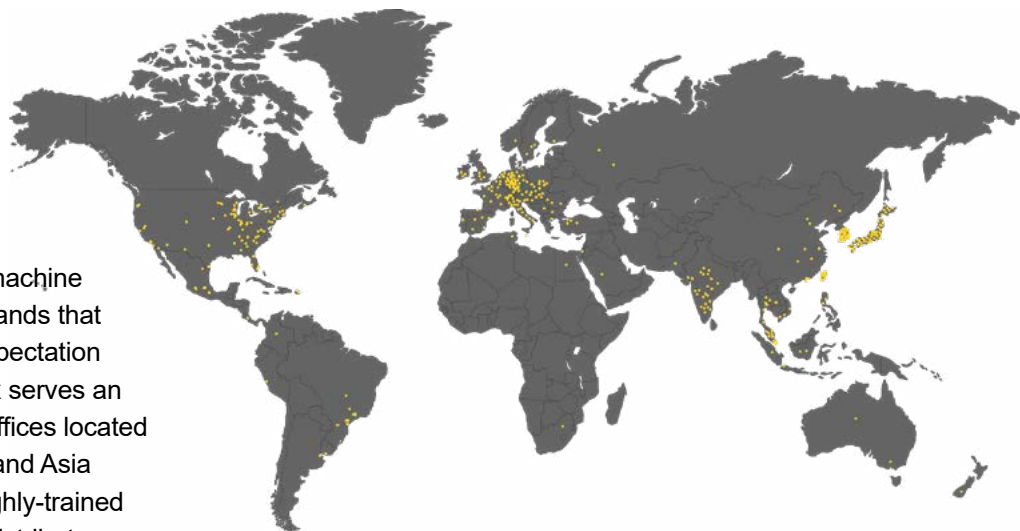 machine
ands that
pectation
serves an
ffices located
and Asia
ghly-trained